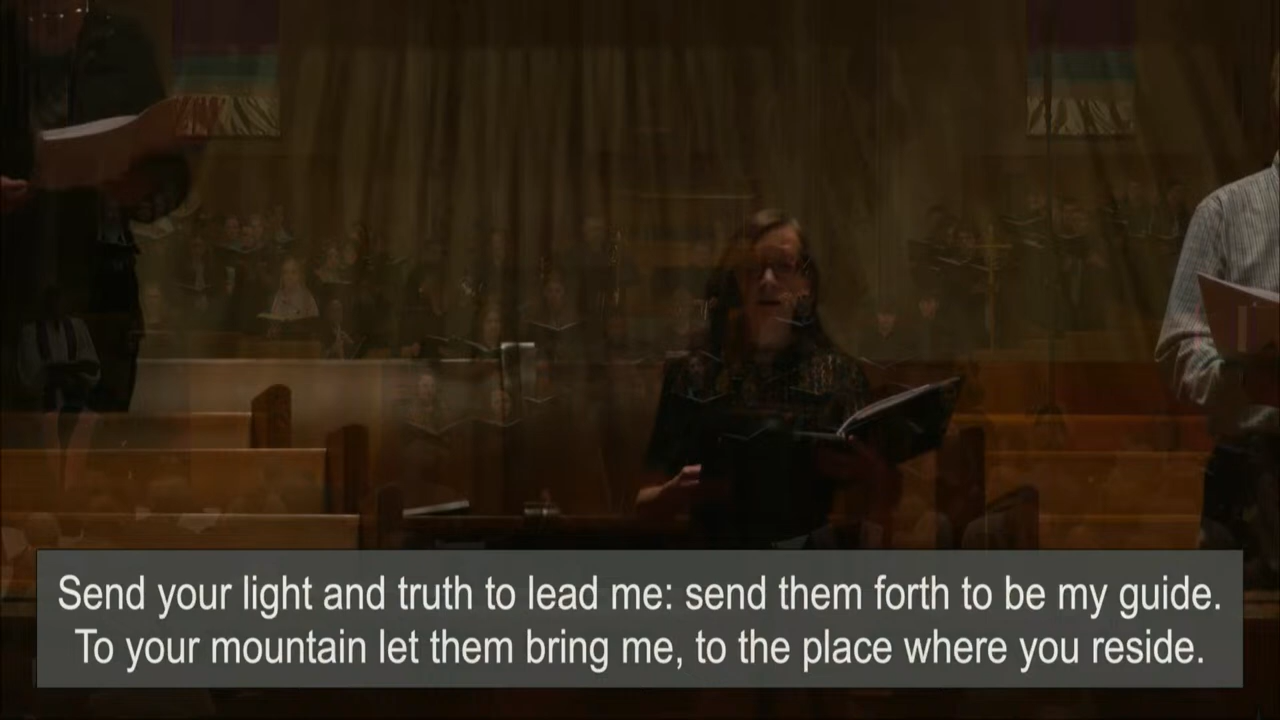 Send your light and truth to lead me: send them forth to be my guide.
To your mountain let them bring me, to the place where you reside.